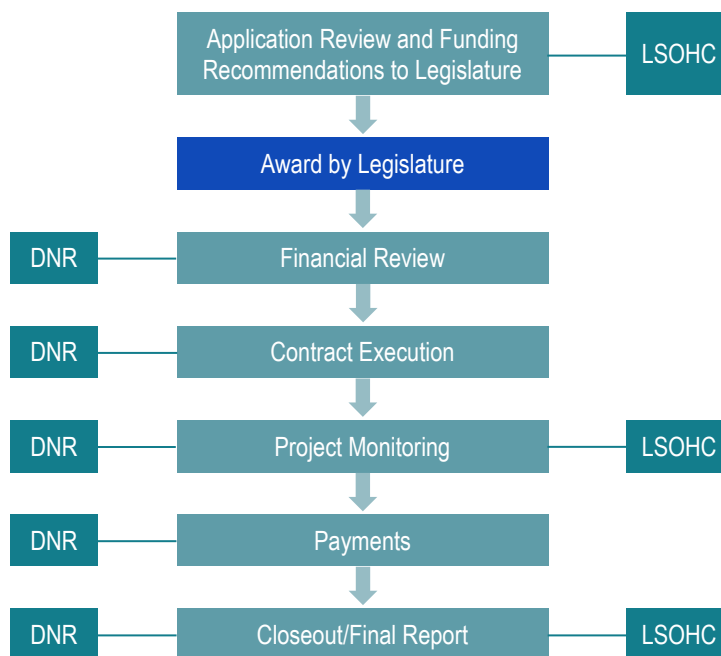 Application Review and Funding
Recommendations to Legislature
LSOHC
Award by Legislature
DNR
Financial Review
DNR
Contract Execution
DNR
Project Monitoring
LSOHC
DNR
Payments
DNR
Closeout/Final Report
LSOHC